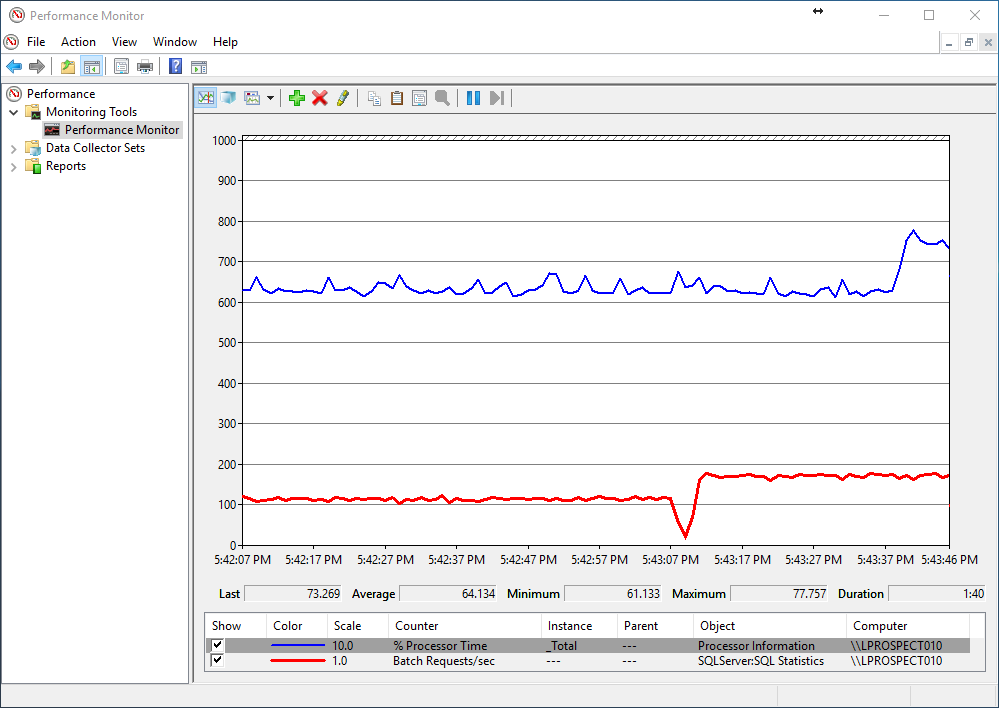 Performance Monitor
File Action View Window Help
Performance
Monitoring Tools
Performance Monitor
Data Collector Sets
Reports
1000
900
800
700
600
500
400
300
200
100
0
5:42:07 PM 5:42:17 PM 5:42:27 PM 5:42:37 PM 5:42:47 PM 5:42:57 PM 5:43:07 PM 5:43:17 PM 5:43:27 PM 5:43:37 PM 5:43:46 PM
Last 73.269 Average 64.134 Minimum 61.133 Maximum 77.757 Duration 1:40
Show Color Scale Counter Instance Parent Object Computer
10.0 % Processor Time _Total --- Processor Information \\LPROSPECT010
1.0 Batch Requests/sec --- --- SQLServer:SQL Statistics \\LPROSPECT010